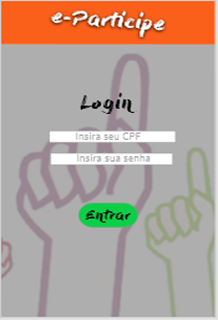 e-Participe
Login
Insira seu CPF
Insira sua senha
Entrar